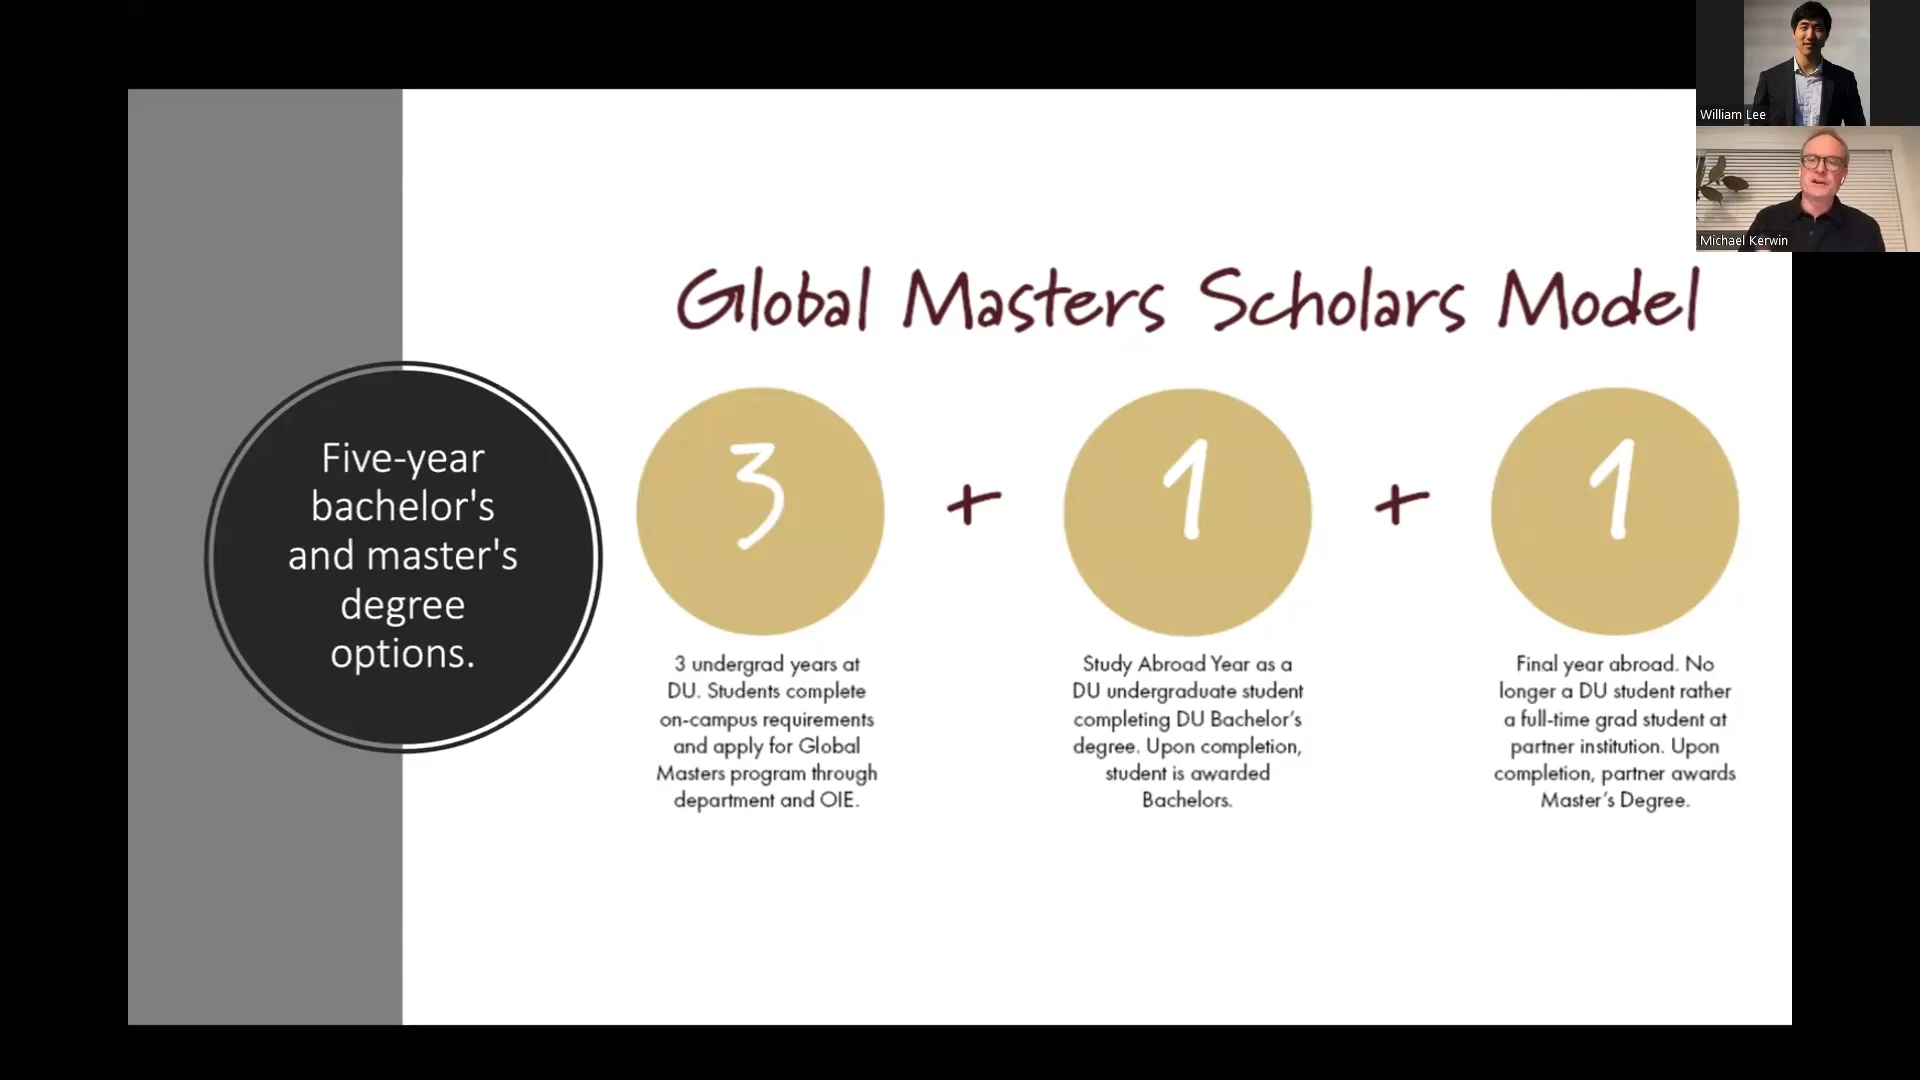 William Lee
Michael Kerwin
Global Masters Scholars Model
Five-year
bachelor's
and master's
degree
options.
3 + 1 + 1
3 undergrad years at
DU. Students complete
on-campus requirements
and apply for Global
Masters program through
department and OIE.
Study Abroad Year as a
DU undergraduate student
completing DU Bachelor’s
degree. Upon completion,
student is awarded
Bachelors.
Final year abroad. No
longer a DU student rather
a full-time grad student at
partner institution. Upon
completion, partner awards
Master’s Degree.